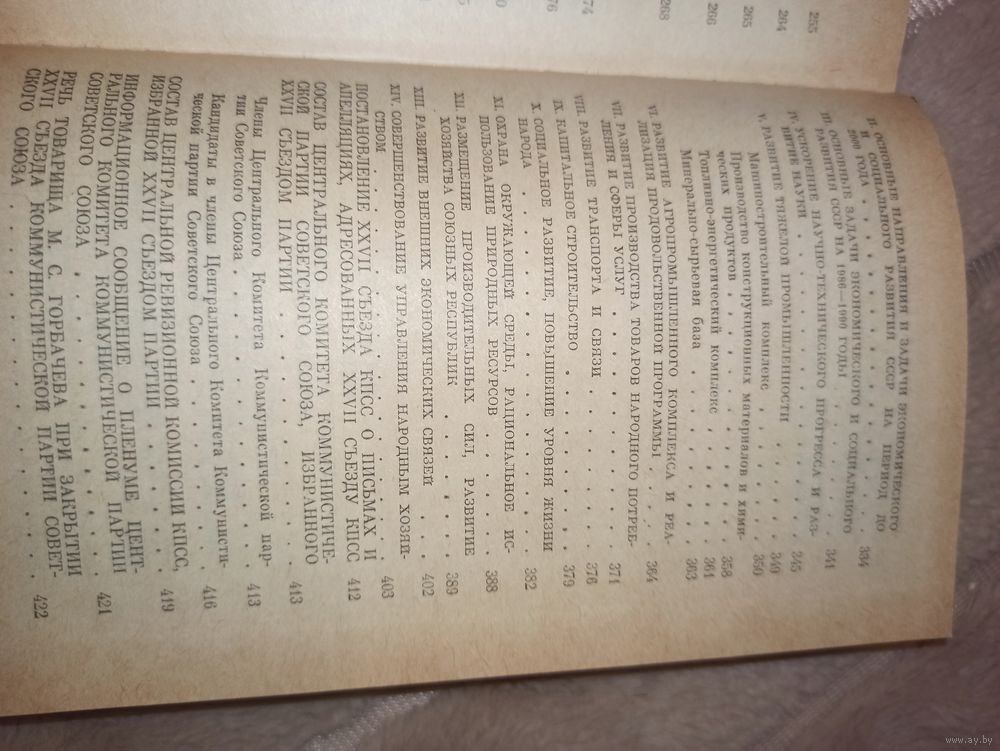 255
264
265
266
268
74
76
II. ОСНОВНЫЕ НАПРАВЛЕНИЯ И ЗАДАЧИ ЭКОНОМИЧЕСКОГО
И СОЦИАЛЬНОГО РАЗВИТИЯ СССР НА ПЕРИОД ДО
2000 ГОДА . . . . . . . . . . 334
III. ОСНОВНЫЕ ЗАДАЧИ ЭКОНОМИЧЕСКОГО И СОЦИАЛЬНОГО
РАЗВИТИЯ СССР НА 1986—1990 ГОДЫ . . . . 341
IV. УСКОРЕНИЕ НАУЧНО-ТЕХНИЧЕСКОГО ПРОГРЕССА И РАЗ-
ВИТИЕ НАУКИ . . . . . . . . . . 345
V. РАЗВИТИЕ ТЯЖЕЛОЙ ПРОМЫШЛЕННОСТИ . . . . 349
Машиностроительный комплекс . . . . . . 350
Производство конструкционных материалов и хими-
ческих продуктов . . . . . . . . . 358
Топливно-энергетический комплекс . . . . . 361
Минерально-сырьевая база . . . . . . . 363
VI. РАЗВИТИЕ АГРОПРОМЫШЛЕННОГО КОМПЛЕКСА И РЕА-
ЛИЗАЦИЯ ПРОДОВОЛЬСТВЕННОЙ ПРОГРАММЫ . . . . 364
VII. РАЗВИТИЕ ПРОИЗВОДСТВА ТОВАРОВ НАРОДНОГО ПОТРЕБ-
ЛЕНИЯ И СФЕРЫ УСЛУГ . . . . . . . . 371
VIII. РАЗВИТИЕ ТРАНСПОРТА И СВЯЗИ . . . . . . 376
IX. КАПИТАЛЬНОЕ СТРОИТЕЛЬСТВО . . . . . . . 379
X. СОЦИАЛЬНОЕ РАЗВИТИЕ, ПОВЫШЕНИЕ УРОВНЯ ЖИЗНИ
НАРОДА . . . . . . . . . . . . 382
XI. ОХРАНА ОКРУЖАЮЩЕЙ СРЕДЫ, РАЦИОНАЛЬНОЕ ИС-
ПОЛЬЗОВАНИЕ ПРИРОДНЫХ РЕСУРСОВ . . . . . 388
XII. РАЗМЕЩЕНИЕ ПРОИЗВОДИТЕЛЬНЫХ СИЛ, РАЗВИТИЕ
ХОЗЯЙСТВА СОЮЗНЫХ РЕСПУБЛИК . . . . . . 389
XIII. РАЗВИТИЕ ВНЕШНИХ ЭКОНОМИЧЕСКИХ СВЯЗЕЙ . . . 402
XIV. СОВЕРШЕНСТВОВАНИЕ УПРАВЛЕНИЯ НАРОДНЫМ ХОЗЯЙ-
СТВОМ . . . . . . . . . . . . 403
ПОСТАНОВЛЕНИЕ XXVII СЪЕЗДА КПСС О ПИСЬМАХ И
АПЕЛЛЯЦИЯХ, АДРЕСОВАННЫХ XXVII СЪЕЗДУ КПСС 412
СОСТАВ ЦЕНТРАЛЬНОГО КОМИТЕТА КОММУНИСТИЧЕ-
СКОЙ ПАРТИИ СОВЕТСКОГО СОЮЗА, ИЗБРАННОГО
XXVII СЪЕЗДОМ ПАРТИИ . . . . . . . . 413
Члены Центрального Комитета Коммунистической пар-
тии Советского Союза . . . . . . . . . 413
Кандидаты в члены Центрального Комитета Коммунисти-
ческой партии Советского Союза . . . . . . 416
СОСТАВ ЦЕНТРАЛЬНОЙ РЕВИЗИОННОЙ КОМИССИИ КПСС,
ИЗБРАННОЙ XXVII СЪЕЗДОМ ПАРТИИ . . . . . 419
ИНФОРМАЦИОННОЕ СООБЩЕНИЕ О ПЛЕНУМЕ ЦЕНТ-
РАЛЬНОГО КОМИТЕТА КОММУНИСТИЧЕСКОЙ ПАРТИИ
СОВЕТСКОГО СОЮЗА . . . . . . . . . 421
РЕЧЬ ТОВАРИЩА М. С. ГОРБАЧЕВА ПРИ ЗАКРЫТИИ
XXVII СЪЕЗДА КОММУНИСТИЧЕСКОЙ ПАРТИИ СОВЕТ-
СКОГО СОЮЗА . . . . . . . . . . 422
www.ay.by